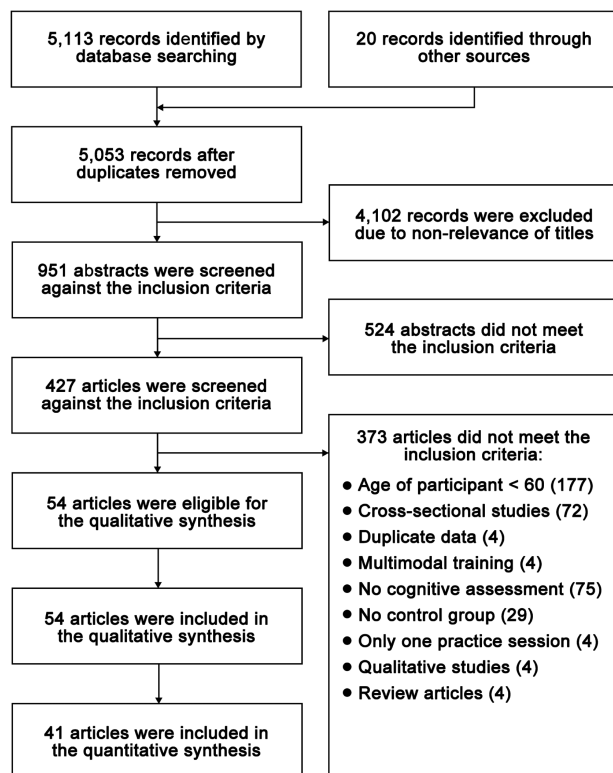 5,113 records identified by
database searching
20 records identified through
other sources
5,053 records after
duplicates removed
4,102 records were excluded
due to non-relevance of titles
951 abstracts were screened
against the inclusion criteria
524 abstracts did not meet
the inclusion criteria
427 articles were screened
against the inclusion criteria
373 articles did not meet the
inclusion criteria:
● Age of participant < 60 (177)
● Cross-sectional studies (72)
● Duplicate data (4)
● Multimodal training (4)
● No cognitive assessment (75)
● No control group (29)
● Only one practice session (4)
● Qualitative studies (4)
● Review articles (4)
54 articles were eligible for
the qualitative synthesis
54 articles were included in
the qualitative synthesis
41 articles were included in
the quantitative synthesis